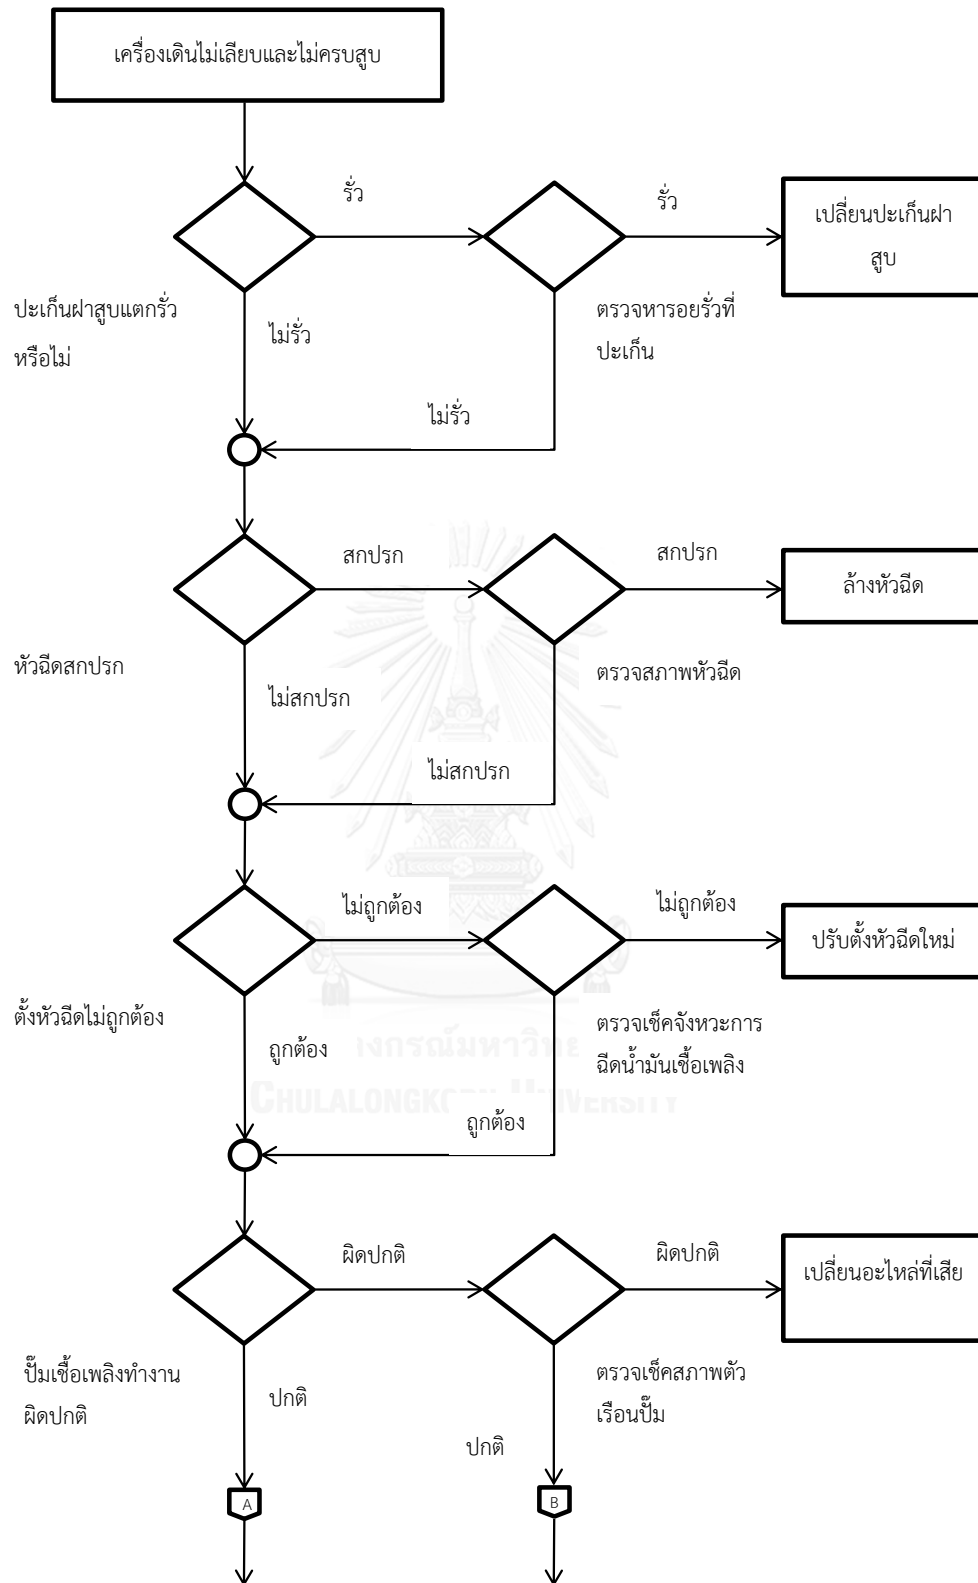 เครื่องเดินไม่เลียบและไม่ครบสูบ
รั่ว
รั่ว
เปลี่ยนปะเก็นฝา
สูบ
ปะเก็นฝาสูบแตกรั่ว
หรือไม่
ไม่รั่ว
ตรวจหารอยรั่วที่
ปะเก็น
ไม่รั่ว
สกปรก
สกปรก
ล้างหัวฉีด
หัวฉีดสกปรก
ไม่สกปรก
ตรวจสภาพหัวฉีด
ไม่สกปรก
ไม่ถูกต้อง
ไม่ถูกต้อง
ปรับตั้งหัวฉีดใหม่
ตั้งหัวฉีดไม่ถูกต้อง
ถูกต้อง
ตรวจเช็คจังหวะการ
ฉีดน้ำมันเชื้อเพลิง
ถูกต้อง
ผิดปกติ
ผิดปกติ
เปลี่ยนอะไหล่ที่เสีย
ปั๊มเชื้อเพลิงทำงาน
ผิดปกติ
ปกติ
ตรวจเช็คสภาพตัว
เรือนปั๊ม
ปกติ
A
B